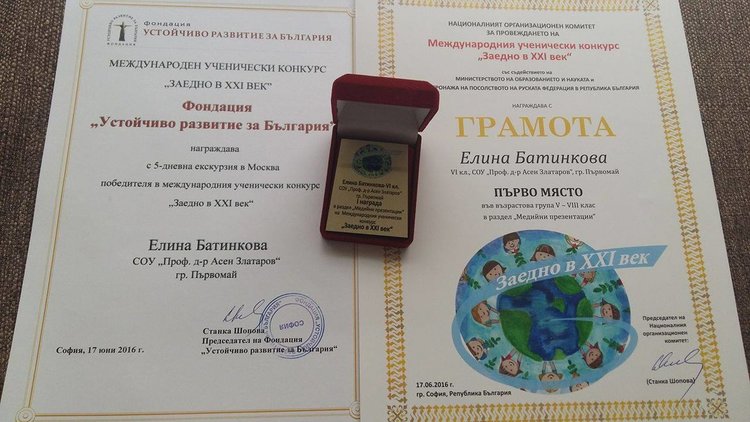 фондация
УСТОЙЧИВО РАЗВИТИЕ ЗА БЪЛГАРИЯ
МЕЖДУНАРОДЕН УЧЕНИЧЕСКИ КОНКУРС
„ЗАЕДНО В XXI ВЕК"
Фондация
„Устойчиво развитие за България"
награждава
с 5-дневна екскурзия в Москва
победителя в международния ученически конкурс
„Заедно в XXI век"
Елина Батинкова
СОУ „Проф. д-р Асен Златаров"
гр. Първомай
Станка Шопова
Председател на Фондация
„Устойчиво развитие за България"
София, 17 юни 2016 г.
СОФИЯ
Елина Батинкова-VI кл.
СОУ "Проф. д-р Асен Златаров"
гр. Първомай
I награда
в раздел „Медийни презентации"
на Международния ученически
конкурс
„Заедно в XXI век"
НАЦИОНАЛНИЯТ ОРГАНИЗАЦИОНЕН КОМИТЕТ
ЗА ПРОВЕЖДАНЕТО НА
Международния ученически конкурс
„Заедно в XXI век"
със съдействието на
МИНИСТЕРСТВОТО НА ОБРАЗОВАНИЕТО И НАУКАТА и
РОНАЖА НА ПОСОЛСТВОТО НА РУСКАТА ФЕДЕРАЦИЯ В РЕПУБЛИКА БЪЛГАРИЯ
НАГРАЖДАВА С
ГРАМОТА
Елина Батинкова
VI кл., СОУ „Проф. д-р Асен Златаров", гр. Първомай
ПЪРВО МЯСТО
във възрастова група V – VIII клас
в раздел „Медийни презентации"
Заедно в XXI век
Председател на
Националния
организационен
комитет:
(Станка Шопова)
17.06.2016 г.
гр. София, Република България